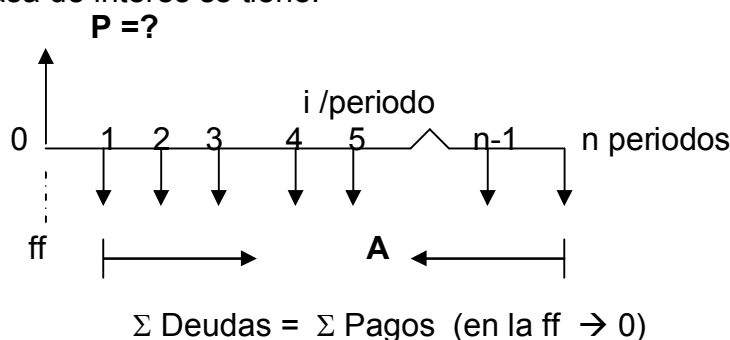 asa de interés se tiene:
P =?
i /periodo
0 1 2 3 4 5 n-1 n periodos
ff A
Σ Deudas = Σ Pagos (en la ff → 0)